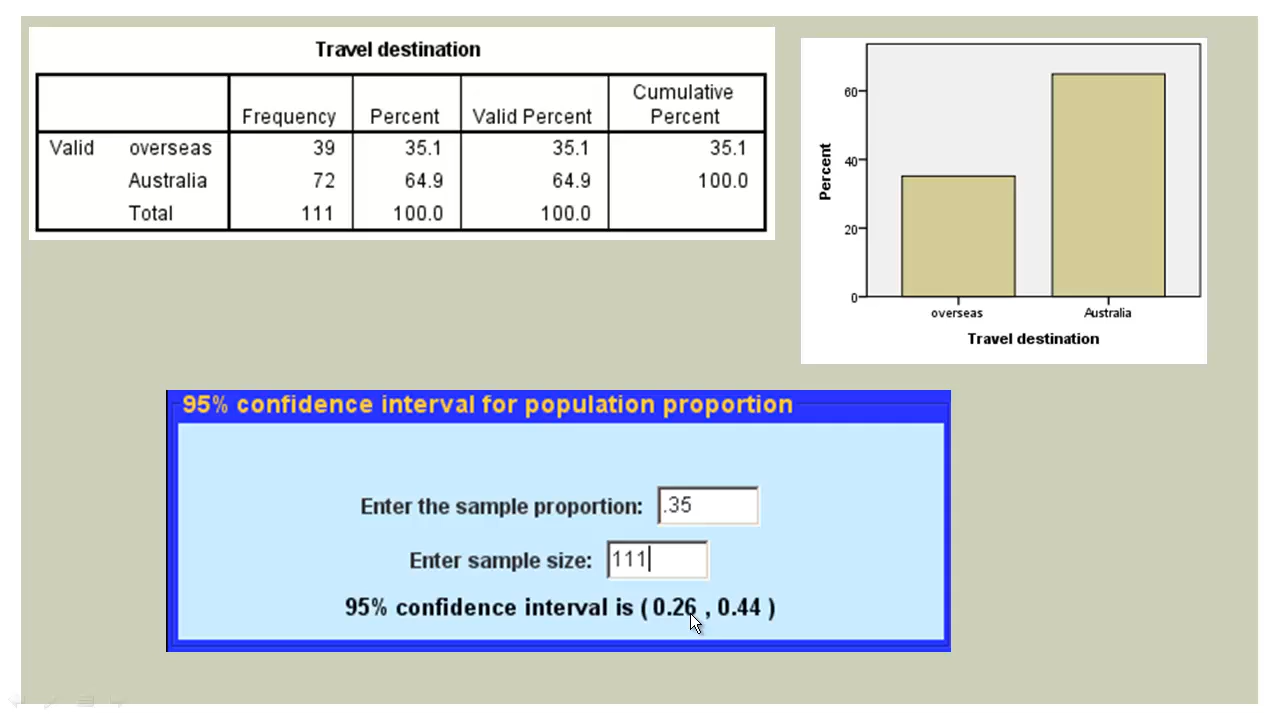 Travel destination
Frequency Percent Valid Percent Cumulative Percent
Valid overseas 39 35.1 35.1 35.1
Australia 72 64.9 64.9 100.0
Total 111 100.0 100.0
60
40
20
0
Percent
overseas Australia
Travel destination
95% confidence interval for population proportion
Enter the sample proportion: .35
Enter sample size: 111
95% confidence interval is ( 0.26 , 0.44 )